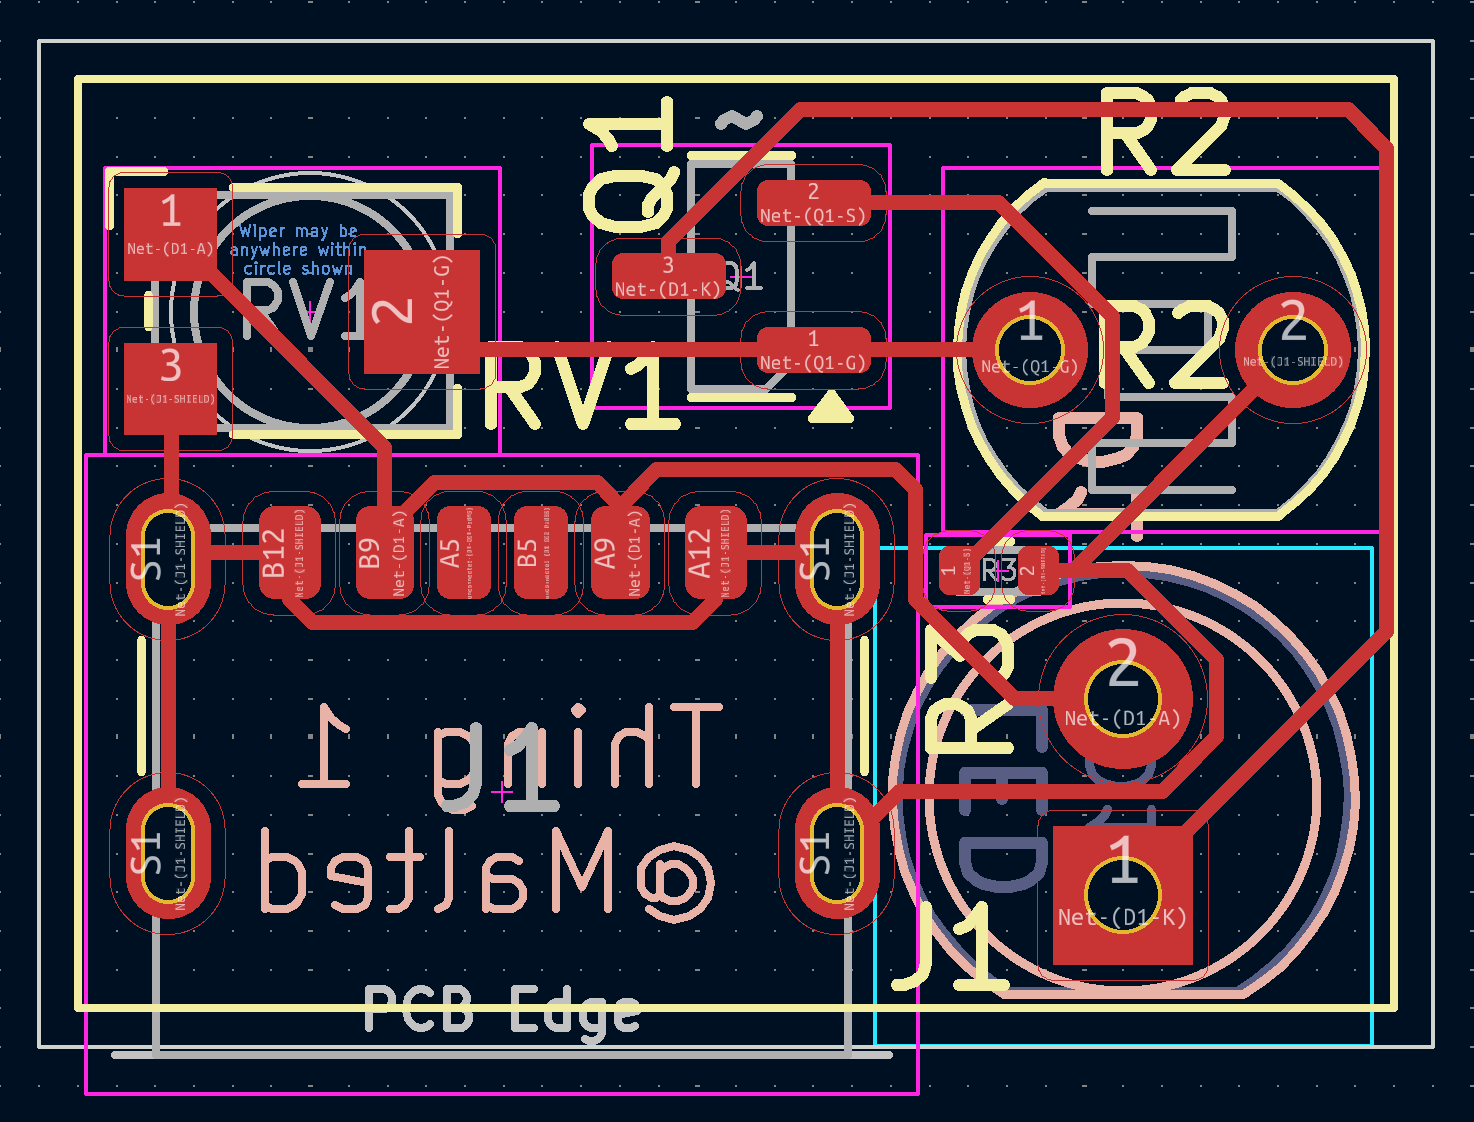 R2
Q1
~
1
Net-(D1-A)
2
Net-(Q1-S)
Wiper may be
anywhere within
circle shown
RV1
2
Net-(Q1-G)
3
Net-(D1-K)
Q1
1
Net-(Q1-G)
R2
1
Net-(Q1-G)
2
Net-(J1-SHIELD)
3
Net-(J1-SHIELD)
RV1
S1
Net-(J1-SHIELD)
B12
Net-(J1-SHIELD)
B9
Net-(D1-A)
A5
B5
A9
Net-(D1-A)
A12
Net-(J1-SHIELD)
S1
Net-(J1-SHIELD)
1
Net-(Q1-S)
R3
2
R3
2
Net-(D1-A)
Thing 1
J1
@Malted
S1
Net-(J1-SHIELD)
S1
Net-(J1-SHIELD)
LED
1
Net-(D1-K)
J1
PCB Edge